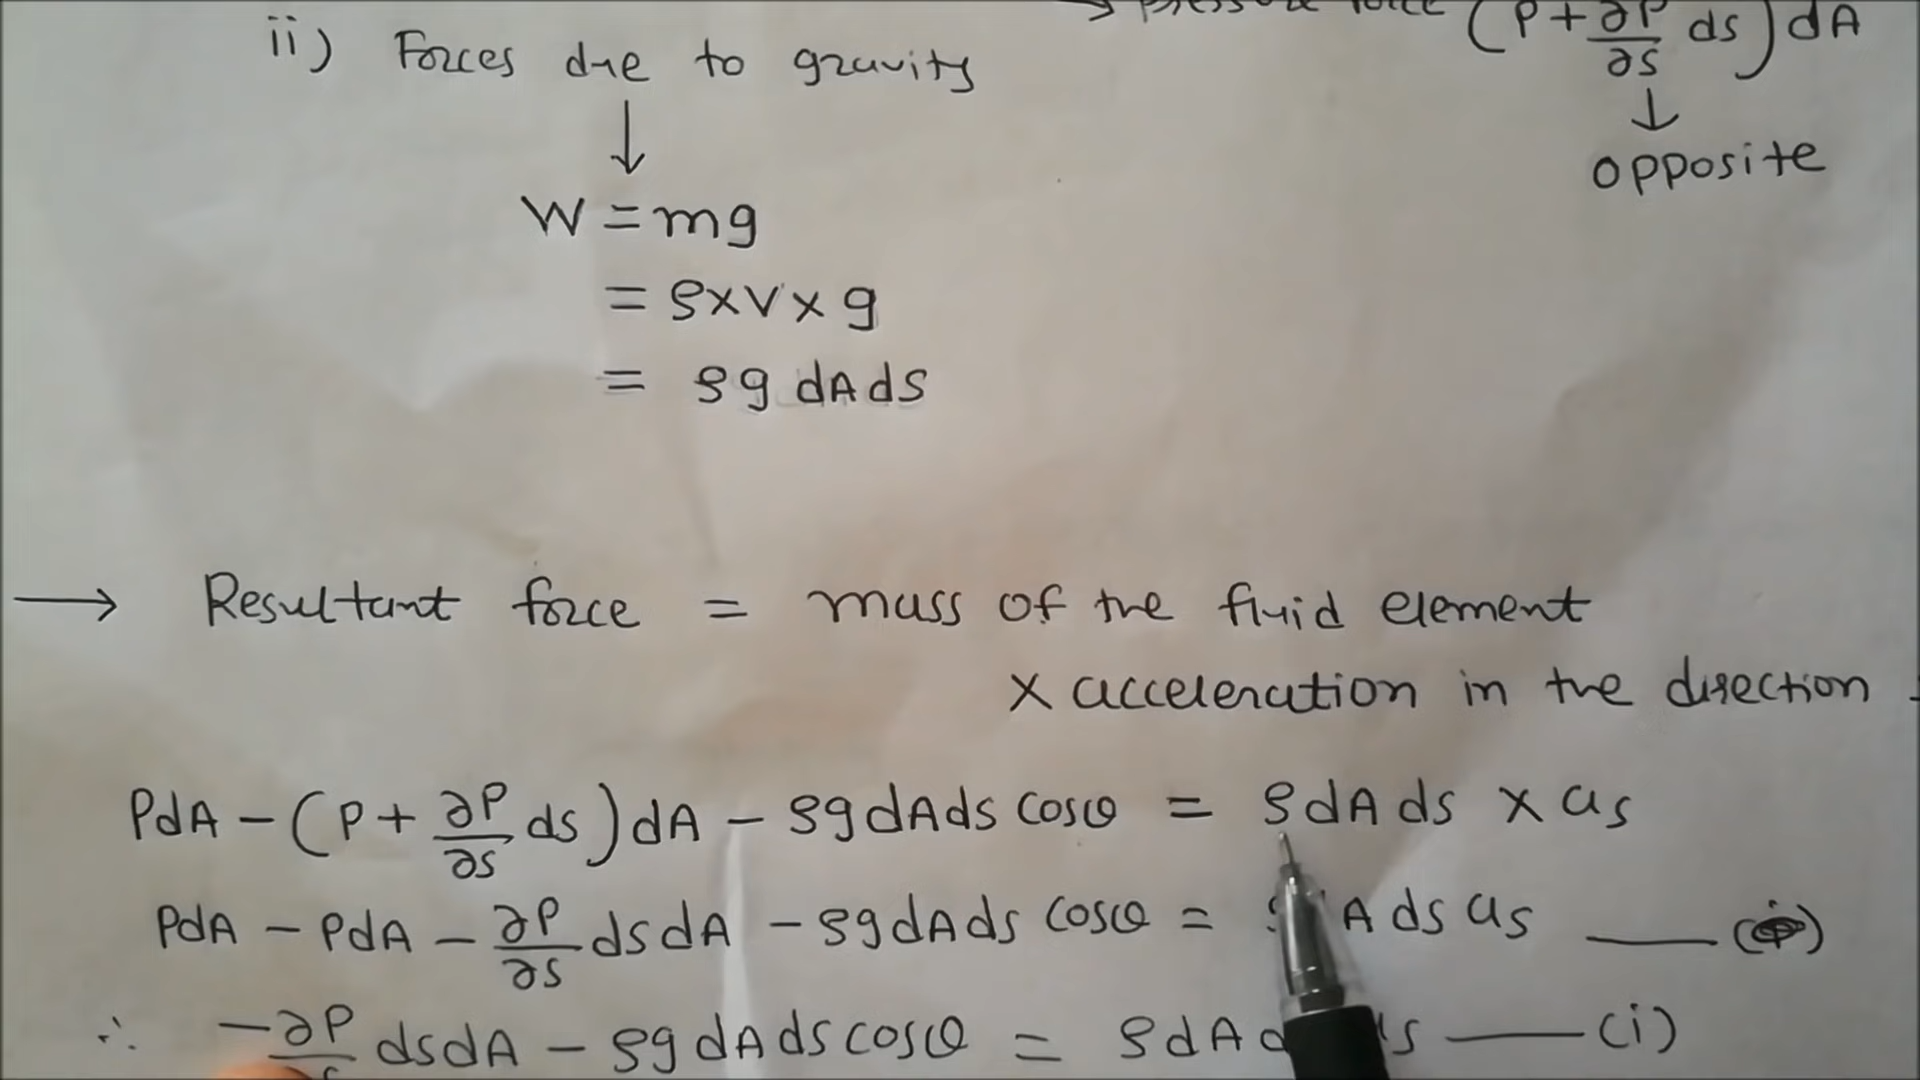 → pressure force (P + ∂P/∂s ds) dA
ii) Forces due to gravity
↓
opposite
↓
W = mg
= ρ x V x g
= ρg dA ds
→ Resultant force = mass of the fluid element
x acceleration in the direction
PdA - (P + ∂P/∂s ds) dA - ρg dA ds cosθ = ρ dA ds x as
PdA - PdA - ∂P/∂s ds dA - ρg dA ds cosθ = A ds as
∴ -∂P ds dA - ρg dA ds cosθ = ρ dA s — (i)